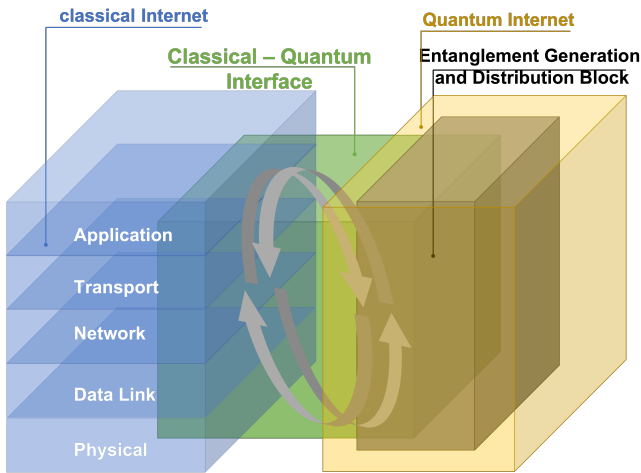 classical Internet
Quantum Internet
Classical – Quantum
Interface
Entanglement Generation
and Distribution Block
Application
Transport
Network
Data Link
Physical